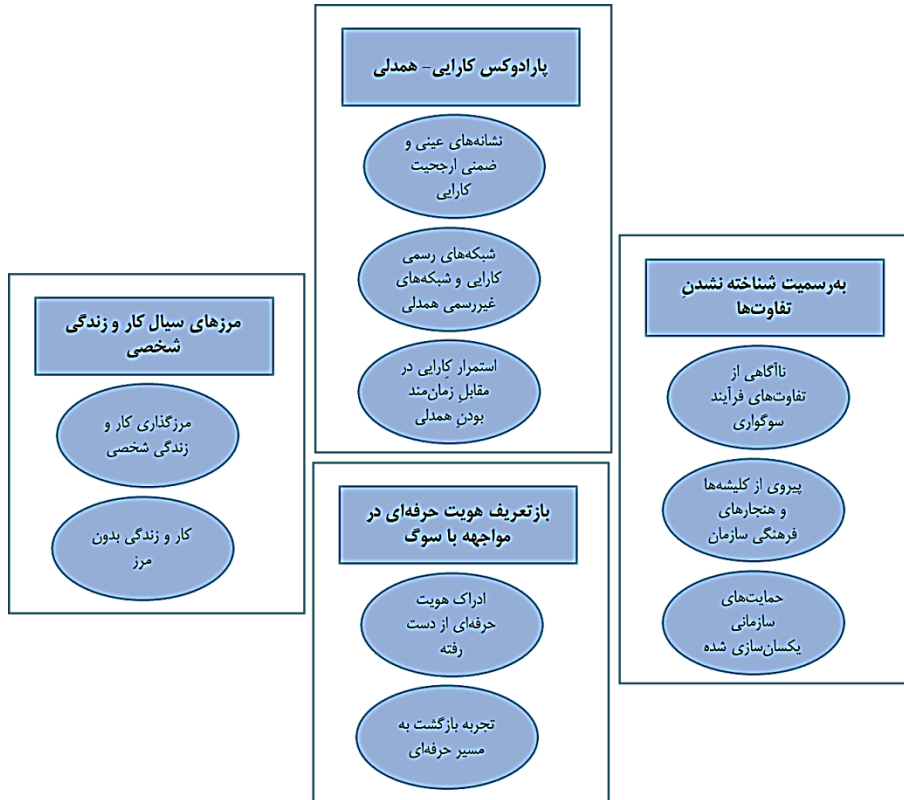 پارادوکس کارایی- همدلی
نشانه‌های عینی و
ضمنی ارجحیت
کارایی
شبکه‌های رسمی
کارایی و شبکه‌های
غیررسمی همدلی
استمرار کارایی در
مقابلِ زمان‌مند
بودنِ همدلی
به‌رسمیت شناخته نشدنِ
تفاوت‌ها
ناآگاهی از
تفاوت‌های فرآیند
سوگواری
پیروی از کلیشه‌ها
و هنجارهای
فرهنگی سازمان
حمایت‌های
سازمانی
یکسان‌سازی شده
مرزهای سیال کار و زندگی
شخصی
مرزگذاری کار و
زندگی شخصی
کار و زندگی بدون
مرز
بازتعریف هویت حرفه‌ای در
مواجهه با سوگ
ادراک هویت
حرفه‌ای از دست
رفته
تجربه بازگشت به
مسیر حرفه‌ای